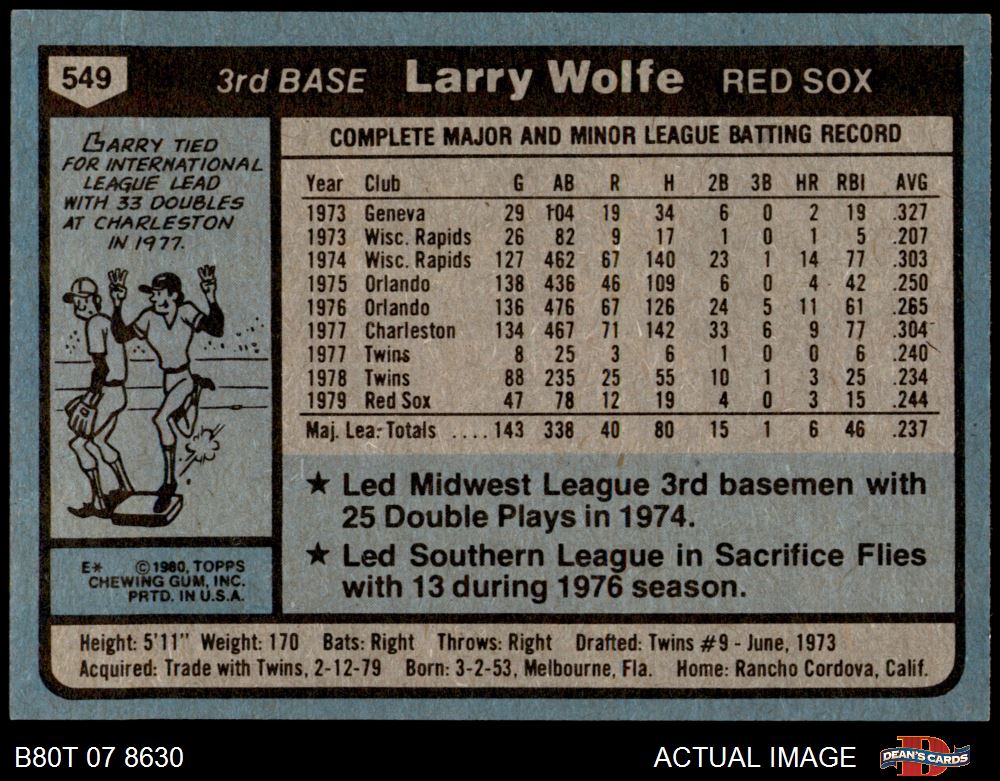 549 3rd BASE Larry Wolfe RED SOX
LARRY TIED
FOR INTERNATIONAL
LEAGUE LEAD
WITH 33 DOUBLES
AT CHARLESTON
IN 1977.
COMPLETE MAJOR AND MINOR LEAGUE BATTING RECORD
Year Club G AB R H 2B 3B HR RBI AVG
1973 Geneva 29 104 19 34 6 0 2 19 .327
1973 Wisc. Rapids 26 82 9 17 1 0 1 5 .207
1974 Wisc. Rapids 127 462 67 140 23 1 14 77 .303
1975 Orlando 138 436 46 109 6 0 4 42 .250
1976 Orlando 136 476 67 126 24 5 11 61 .265
1977 Charleston 134 467 71 142 33 6 9 77 .304
1977 Twins 8 25 3 6 1 0 0 6 .240
1978 Twins 88 235 25 55 10 1 3 25 .234
1979 Red Sox 47 78 12 19 4 0 3 15 .244
Maj. Lea. Totals .... 143 338 40 80 15 1 6 46 .237
★ Led Midwest League 3rd basemen with
25 Double Plays in 1974.
★ Led Southern League in Sacrifice Flies
with 13 during 1976 season.
E* ©1980, TOPPS
CHEWING GUM, INC.
PRTD. IN U.S.A.
Height: 5'11" Weight: 170 Bats: Right Throws: Right Drafted: Twins #9 - June, 1973
Acquired: Trade with Twins, 2-12-79 Born: 3-2-53, Melbourne, Fla. Home: Rancho Cordova, Calif.
B80T 07 8630 ACTUAL IMAGE DEAN'S CARDS